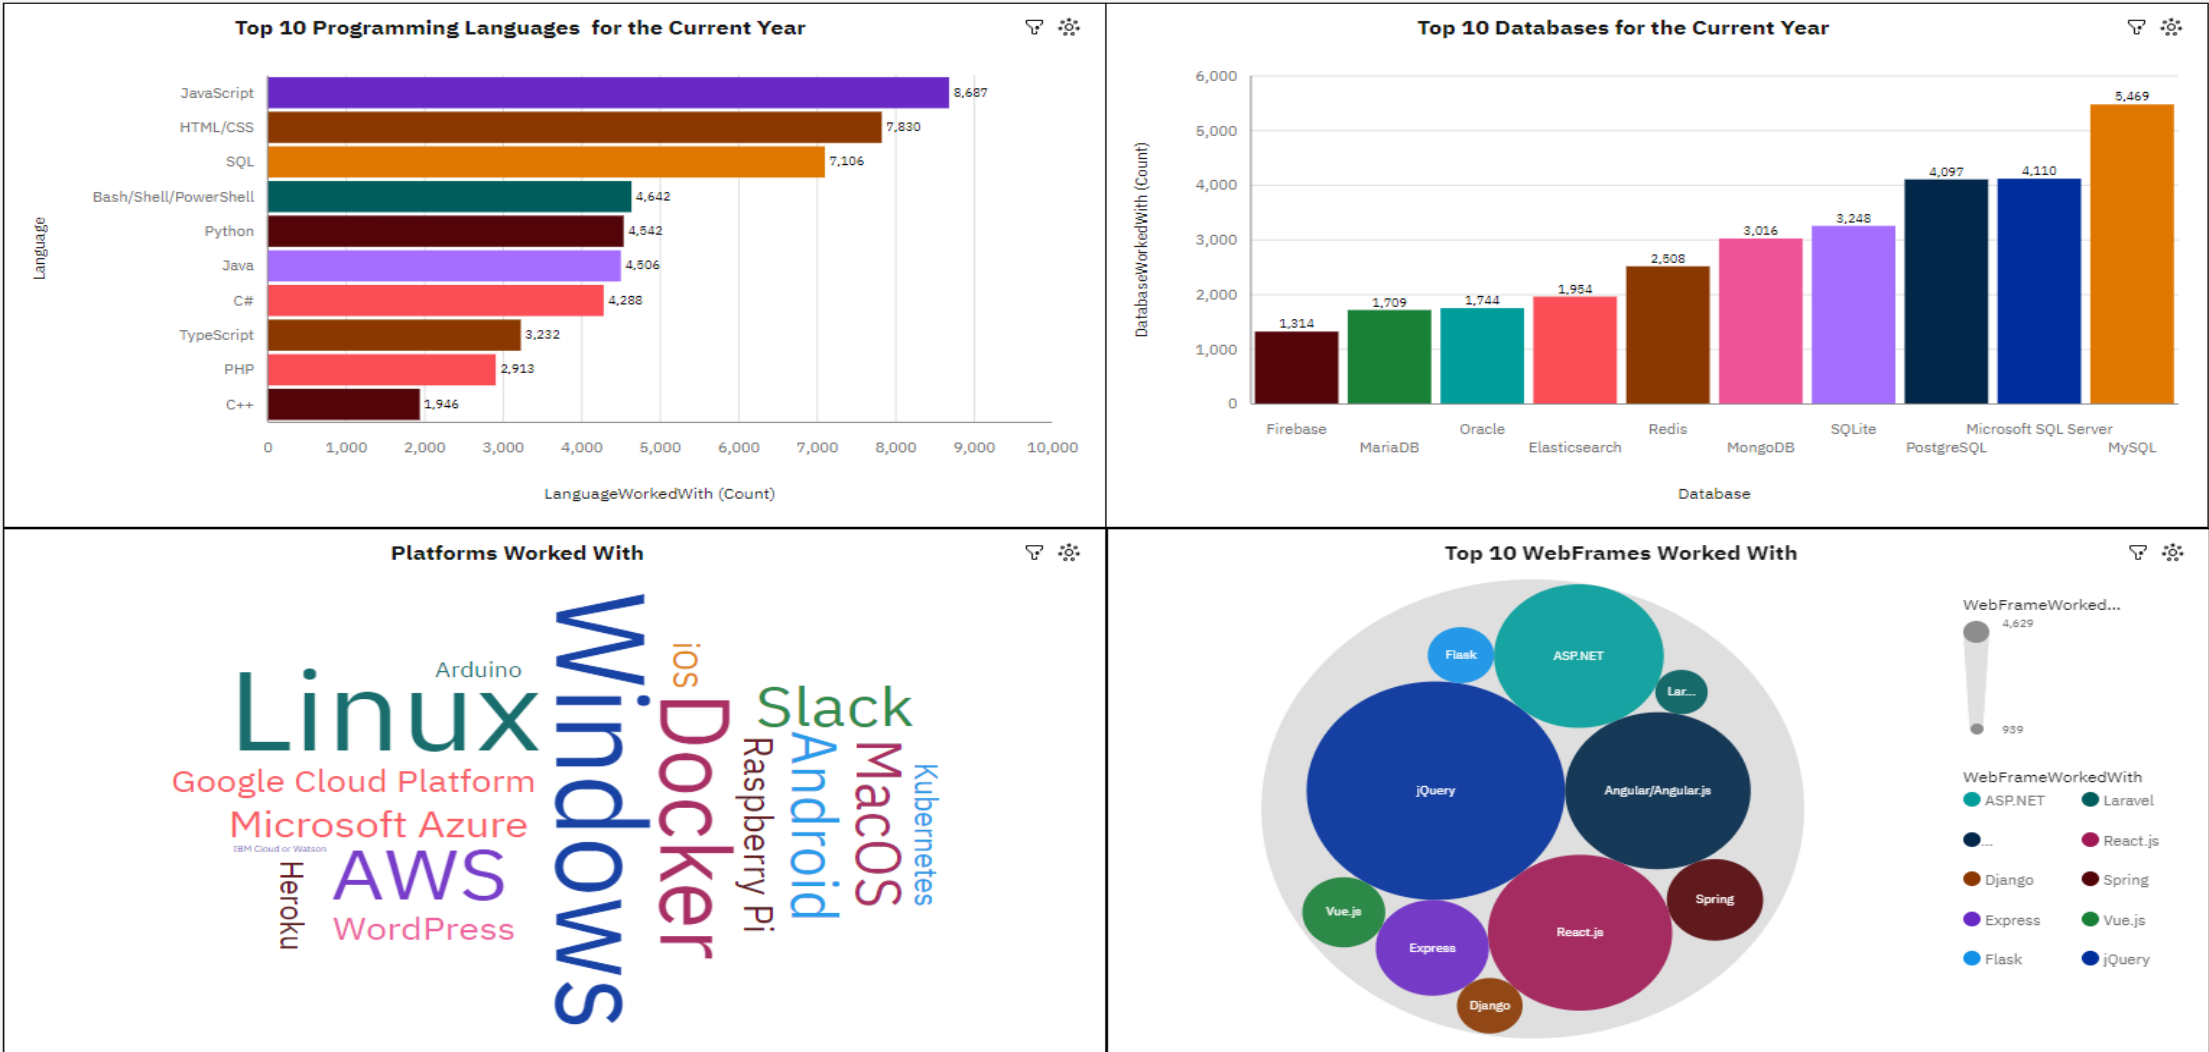 Top 10 Programming Languages for the Current Year
Language
JavaScript 8,687
HTML/CSS 7,830
SQL 7,106
Bash/Shell/PowerShell 4,642
Python 4,542
Java 4,506
C# 4,288
TypeScript 3,232
PHP 2,913
C++ 1,946
0 1,000 2,000 3,000 4,000 5,000 6,000 7,000 8,000 9,000 10,000
LanguageWorkedWith (Count)
Top 10 Databases for the Current Year
DatabaseWorkedWith (Count)
6,000
5,000
4,000
3,000
2,000
1,000
0
1,314 1,709 1,744 1,954 2,508 3,016 3,248 4,097 4,110 5,469
Firebase Oracle Redis SQLite Microsoft SQL Server
MariaDB Elasticsearch MongoDB PostgreSQL MySQL
Database
Platforms Worked With
Windows
ios
Arduino
Linux
Slack
Docker
Raspberry Pi
Android
MacOS
Kubernetes
Google Cloud Platform
Microsoft Azure
IBM Cloud or Watson
AWS
Heroku
WordPress
Top 10 WebFrames Worked With
Flask
ASP.NET
Lar...
jQuery
Angular/Angular.js
Vue.js
Express
React.js
Spring
Django
WebFrameWorked...
4,629
939
WebFrameWorkedWith
ASP.NET Laravel
... React.js
Django Spring
Express Vue.js
Flask jQuery